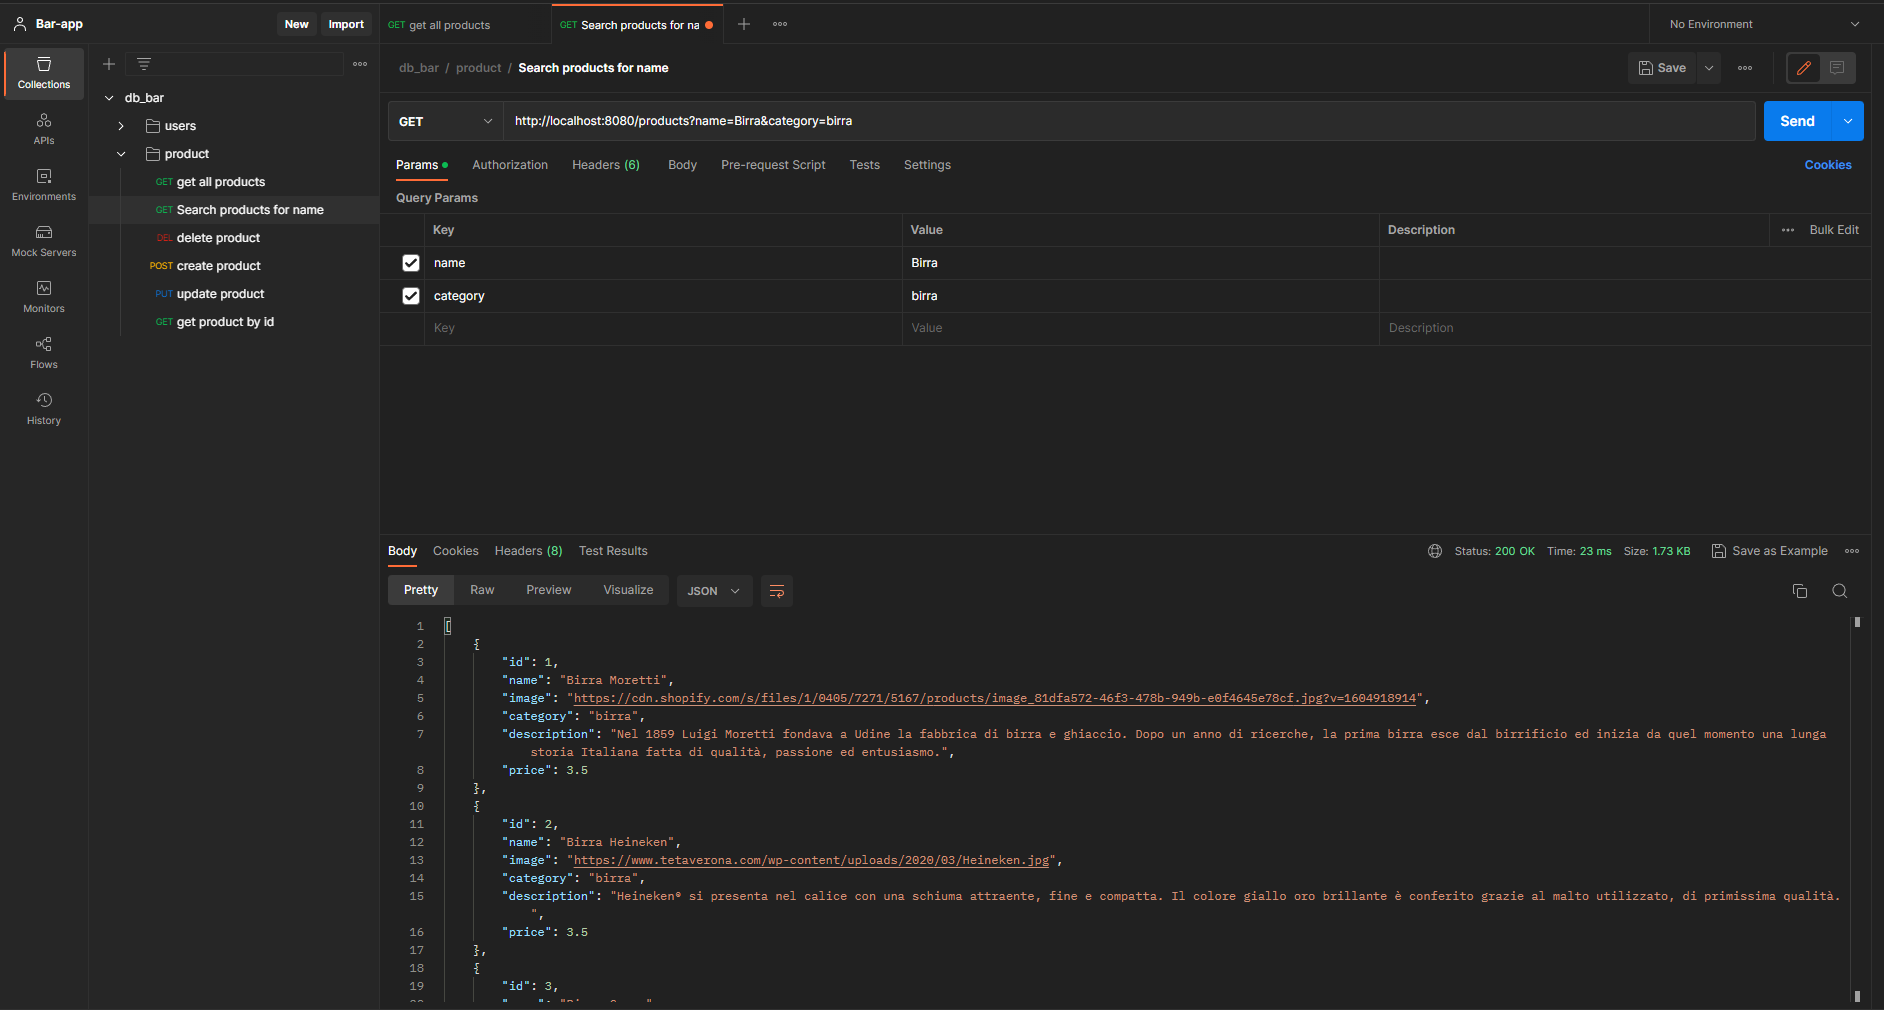 Bar-app
New
Import
GET get all products
GET Search products for na
No Environment
Collections
APIs
Environments
Mock Servers
Monitors
Flows
History
db_bar
users
product
GET get all products
GET Search products for name
DEL delete product
POST create product
PUT update product
GET get product by id
db_bar / product / Search products for name
Save
GET
http://localhost:8080/products?name=Birra&category=birra
Send
Params
Authorization
Headers (6)
Body
Pre-request Script
Tests
Settings
Cookies
Query Params
Key Value Description Bulk Edit
name Birra
category birra
Key Value Description
Body
Cookies
Headers (8)
Test Results
Status: 200 OK Time: 23 ms Size: 1.73 KB
Save as Example
Pretty
Raw
Preview
Visualize
JSON
1 [
2 {
3 "id": 1,
4 "name": "Birra Moretti",
5 "image": "https://cdn.shopify.com/s/files/1/0405/7271/5167/products/image_81dfa572-46f3-478b-949b-e0f4645e78cf.jpg?v=1604918914",
6 "category": "birra",
7 "description": "Nel 1859 Luigi Moretti fondava a Udine la fabbrica di birra e ghiaccio. Dopo un anno di ricerche, la prima birra esce dal birrificio ed inizia da quel momento una lunga
storia Italiana fatta di qualità, passione ed entusiasmo.",
8 "price": 3.5
9 },
10 {
11 "id": 2,
12 "name": "Birra Heineken",
13 "image": "https://www.tetaverona.com/wp-content/uploads/2020/03/Heineken.jpg",
14 "category": "birra",
15 "description": "Heineken® si presenta nel calice con una schiuma attraente, fine e compatta. Il colore giallo oro brillante è conferito grazie al malto utilizzato, di primissima qualità.
",
16 "price": 3.5
17 },
18 {
19 "id": 3,